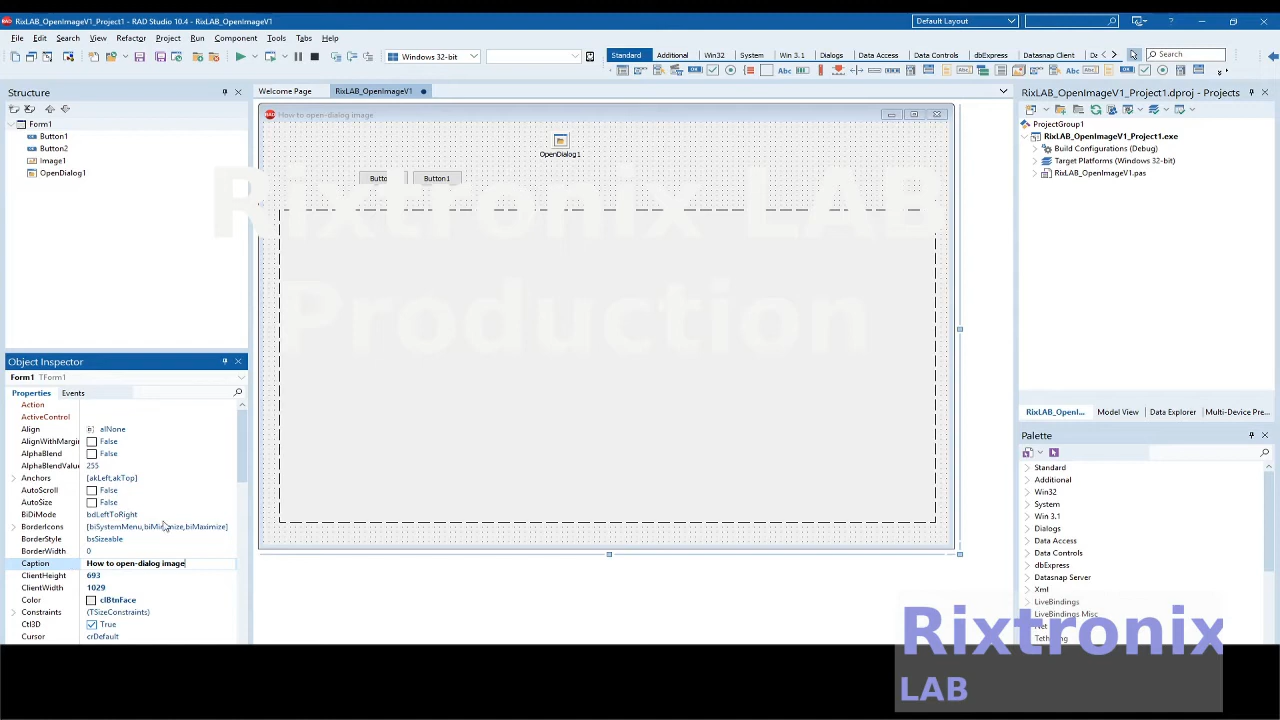 RixLAB_OpenImageV1_Project1 - RAD Studio 10.4 - RixLAB_OpenImageV1
Default Layout
File Edit Search View Refactor Project Run Component Tools Tabs Help
Windows 32-bit
Standard Additional Win32 System Win 3.1 Dialogs Data Access Data Controls dbExpress Datasnap Client
Search
Structure
Form1
Button1
Button2
Image1
OpenDialog1
Welcome Page
RixLAB_OpenImageV1
How to open-dialog image
OpenDialog1
Button1
Rixtronix LAB
Production
Object Inspector
Form1 TForm1
Properties Events
Action
ActiveControl
Align alNone
AlignWithMargin False
AlphaBlend False
AlphaBlendValue 255
Anchors [akLeft,akTop]
AutoScroll False
AutoSize False
BiDiMode bdLeftToRight
BorderIcons [biSystemMenu,biMinimize,biMaximize]
BorderStyle bsSizeable
BorderWidth 0
Caption How to open-dialog image
ClientHeight 693
ClientWidth 1029
Color clBtnFace
Constraints (TSizeConstraints)
Ctl3D True
Cursor crDefault
RixLAB_OpenImageV1_Project1.dproj - Projects
ProjectGroup1
RixLAB_OpenImageV1_Project1.exe
Build Configurations (Debug)
Target Platforms (Windows 32-bit)
RixLAB_OpenImageV1.pas
RixLAB_OpenI... Model View Data Explorer Multi-Device Pre...
Palette
Standard
Additional
Win32
System
Win 3.1
Dialogs
Data Access
Data Controls
dbExpress
Datasnap Server
Xml
LiveBindings
LiveBindings Misc
Rixtronix
LAB